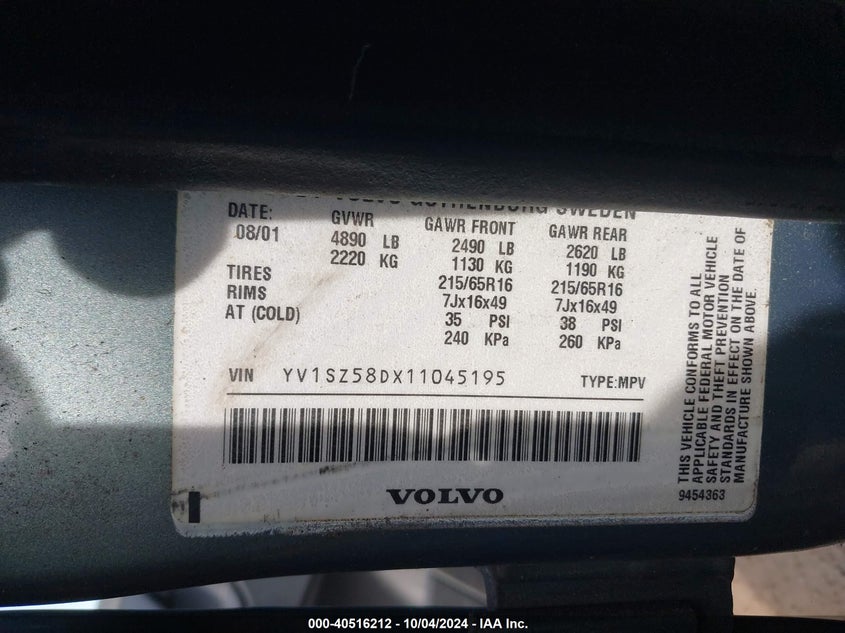 VOLVO GOTHENBURG SWEDEN
DATE: GVWR GAWR FRONT GAWR REAR
08/01 4890 LB 2490 LB 2620 LB
2220 KG 1130 KG 1190 KG
TIRES 215/65R16 215/65R16
RIMS 7Jx16x49 7Jx16x49
AT (COLD) 35 PSI 38 PSI
240 KPa 260 KPa
VIN YV1SZ58DX11045195 TYPE:MPV
VOLVO
THIS VEHICLE CONFORMS TO ALL
APPLICABLE FEDERAL MOTOR VEHICLE
SAFETY AND THEFT PREVENTION
STANDARDS IN EFFECT ON THE DATE OF
MANUFACTURE SHOWN ABOVE.
9454363
000-40516212 - 10/04/2024 - IAA Inc.